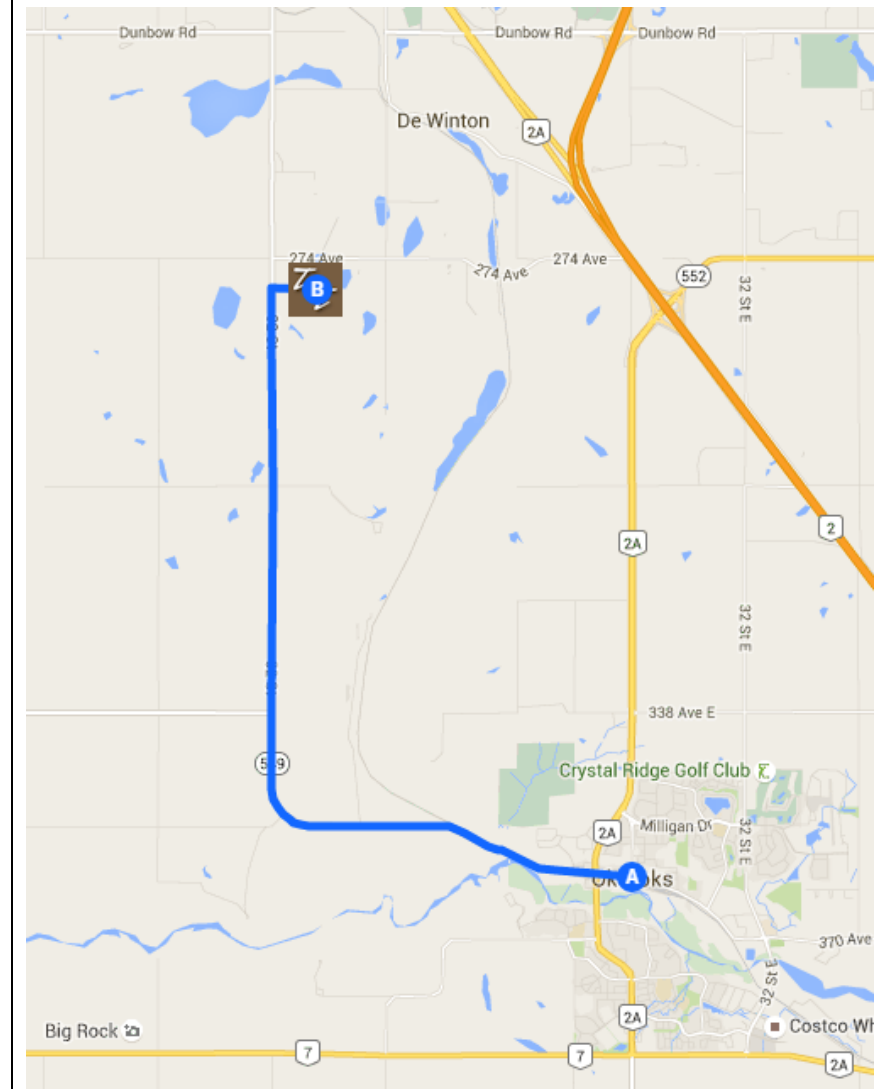 Dunbow Rd
Dunbow Rd
Dunbow Rd
De Winton
2A
274 Ave
274 Ave
274 Ave
552
32 St E
B
2A
2
32 St E
338 Ave E
Crystal Ridge Golf Club
2A
Milligan Dr
32 St E
A
370 Ave
32 St
Big Rock
2A
Costco Wh
7
7
2A